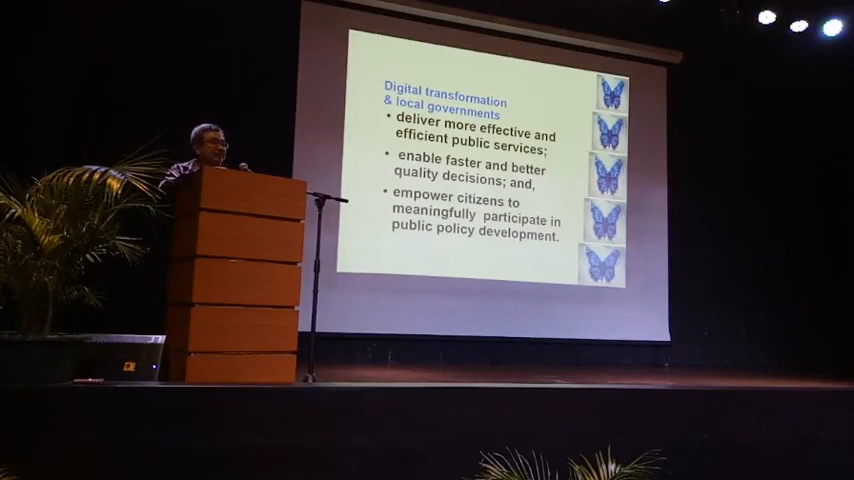 Digital transformation
& local governments
• deliver more effective and
efficient public services;
• enable faster and better
quality decisions; and,
• empower citizens to
meaningfully participate in
public policy development.